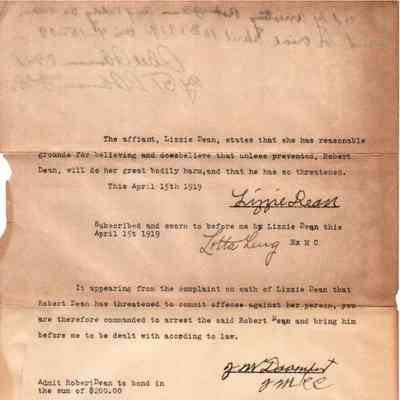 The affiant, Lizzie Dean, states that she has reasonable
grounds for believing and doesbelieve that unless prevented, Robert
Dean, will do her great bodily harm,and that he has so threatened.
This April 15th 1919
Lizzie Dean
Subscribed and sworn to before me by Lizzie Dean this
April 15t 1919
Lotta Ex M C
It appearing from the complaint on oath of Lizzie Dean that
Robert Dean has threatened to commit offense against her person, you
are therefore commanded to arrest the said Robert Dean and bring him
before me to be dealt with acoding to law.
J M Davenport
J M C C
Admit RobertDean to bond in
the sum of $200.00